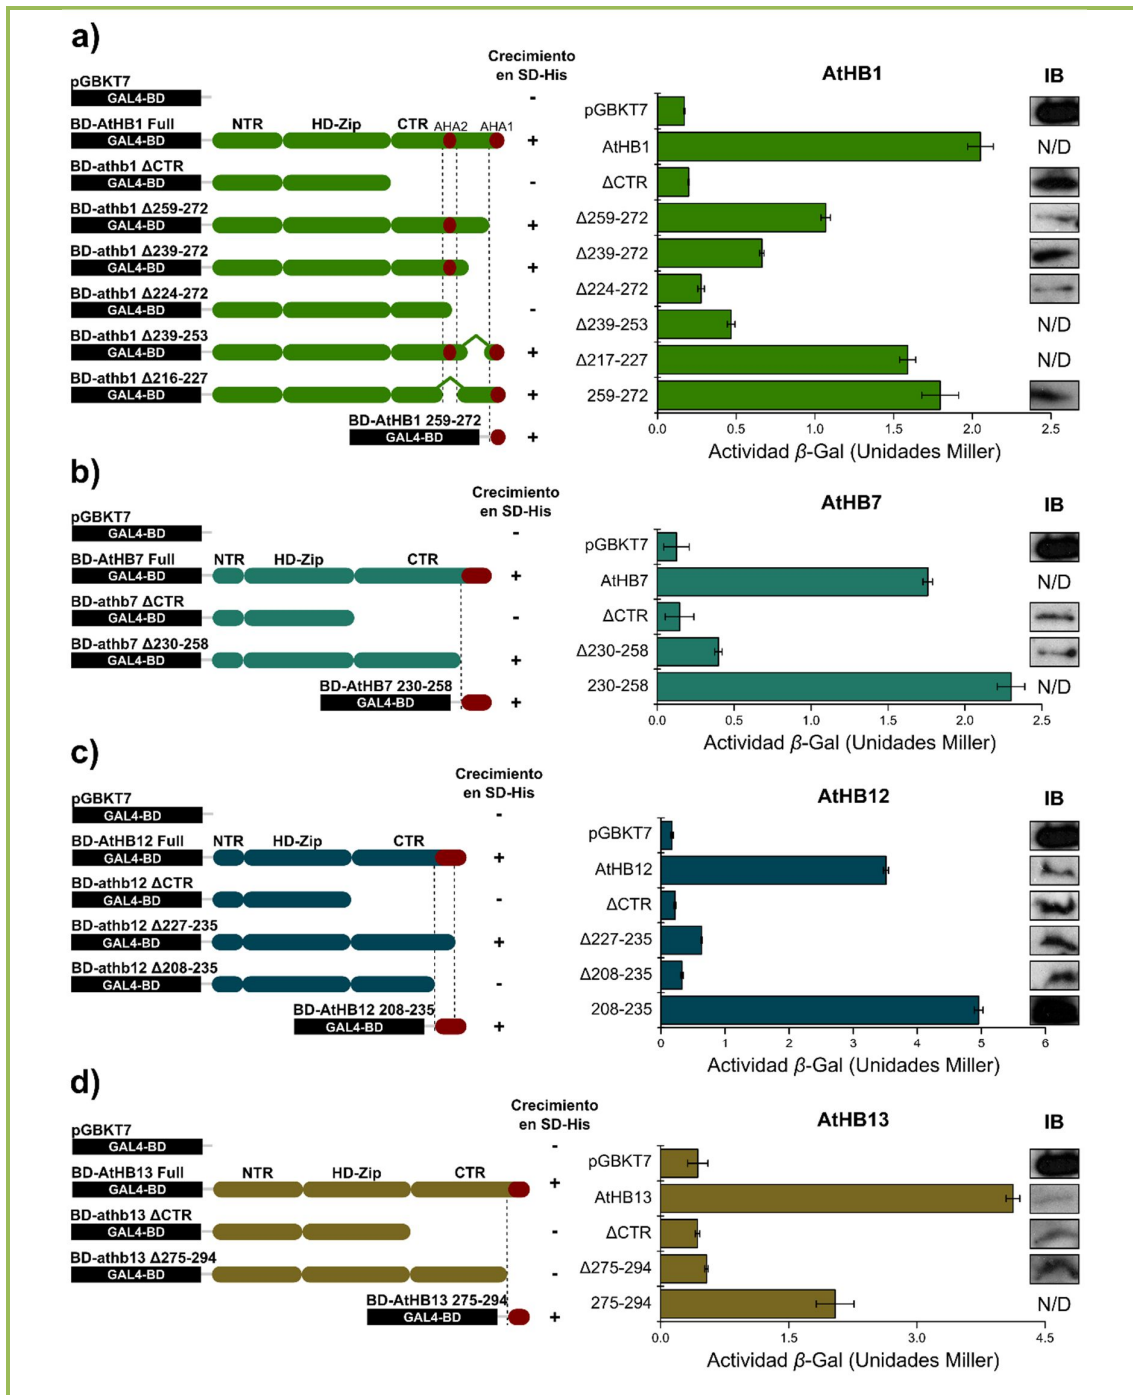 a)
Crecimiento
en SD-His
pGBKT7
GAL4-BD
-
BD-AtHB1 Full
NTR
HD-Zip
CTR
AHA2
AHA1
GAL4-BD
+
BD-athb1 ΔCTR
GAL4-BD
-
BD-athb1 Δ259-272
GAL4-BD
+
BD-athb1 Δ239-272
GAL4-BD
+
BD-athb1 Δ224-272
GAL4-BD
-
BD-athb1 Δ239-253
GAL4-BD
+
BD-athb1 Δ216-227
GAL4-BD
+
BD-AtHB1 259-272
GAL4-BD
+
AtHB1
IB
pGBKT7
AtHB1
N/D
ΔCTR
Δ259-272
Δ239-272
Δ224-272
Δ239-253
N/D
Δ217-227
N/D
259-272
0.0 0.5 1.0 1.5 2.0 2.5
Actividad β-Gal (Unidades Miller)
b)
Crecimiento
en SD-His
pGBKT7
GAL4-BD
-
BD-AtHB7 Full
NTR
HD-Zip
CTR
GAL4-BD
+
BD-athb7 ΔCTR
GAL4-BD
-
BD-athb7 Δ230-258
GAL4-BD
+
BD-AtHB7 230-258
GAL4-BD
+
AtHB7
IB
pGBKT7
AtHB7
N/D
ΔCTR
Δ230-258
230-258
N/D
0.0 0.5 1.0 1.5 2.0 2.5
Actividad β-Gal (Unidades Miller)
c)
Crecimiento
en SD-His
pGBKT7
GAL4-BD
-
BD-AtHB12 Full
NTR
HD-Zip
CTR
GAL4-BD
+
BD-athb12 ΔCTR
GAL4-BD
-
BD-athb12 Δ227-235
GAL4-BD
+
BD-athb12 Δ208-235
GAL4-BD
-
BD-AtHB12 208-235
GAL4-BD
+
AtHB12
IB
pGBKT7
AtHB12
ΔCTR
Δ227-235
Δ208-235
208-235
0 1 2 3 4 5 6
Actividad β-Gal (Unidades Miller)
d)
Crecimiento
en SD-His
pGBKT7
GAL4-BD
-
BD-AtHB13 Full
NTR
HD-Zip
CTR
GAL4-BD
+
BD-athb13 ΔCTR
GAL4-BD
-
BD-athb13 Δ275-294
GAL4-BD
-
BD-AtHB13 275-294
GAL4-BD
+
AtHB13
IB
pGBKT7
AtHB13
ΔCTR
Δ275-294
275-294
N/D
0.0 1.5 3.0 4.5
Actividad β-Gal (Unidades Miller)